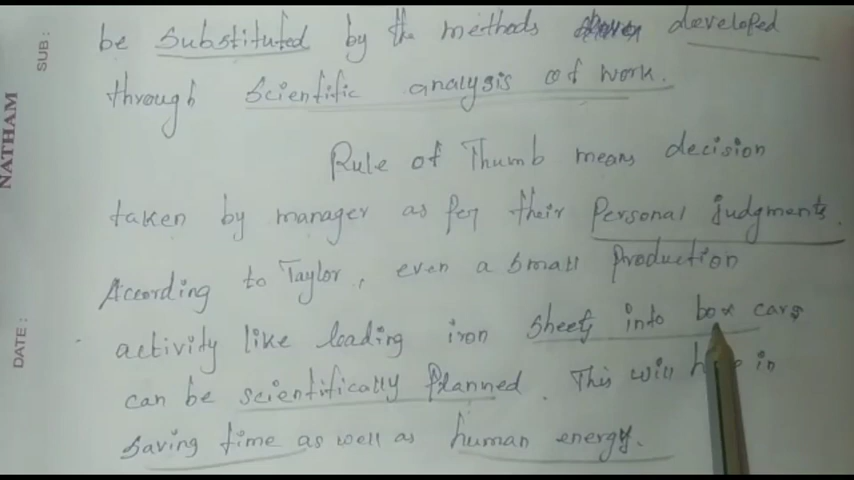 SUB:
be substituted by the methods developed
through scientific analysis of work.
NATHAM
Rule of Thumb means decision
taken by manager as per their Personal judgments.
According to Taylor, even a small production
activity like loading iron sheets into box cars
DATE:
can be scientifically planned. This will in
saving time as well as human energy.